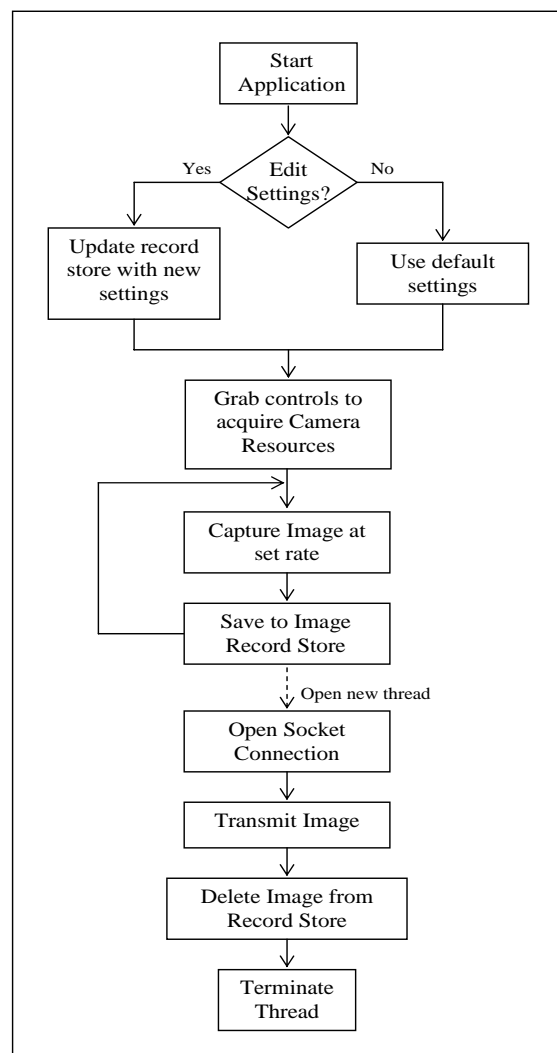 Start
Application
Yes
Edit
Settings?
No
Update record
store with new
settings
Use default
settings
Grab controls to
acquire Camera
Resources
Capture Image at
set rate
Save to Image
Record Store
Open new thread
Open Socket
Connection
Transmit Image
Delete Image from
Record Store
Terminate
Thread